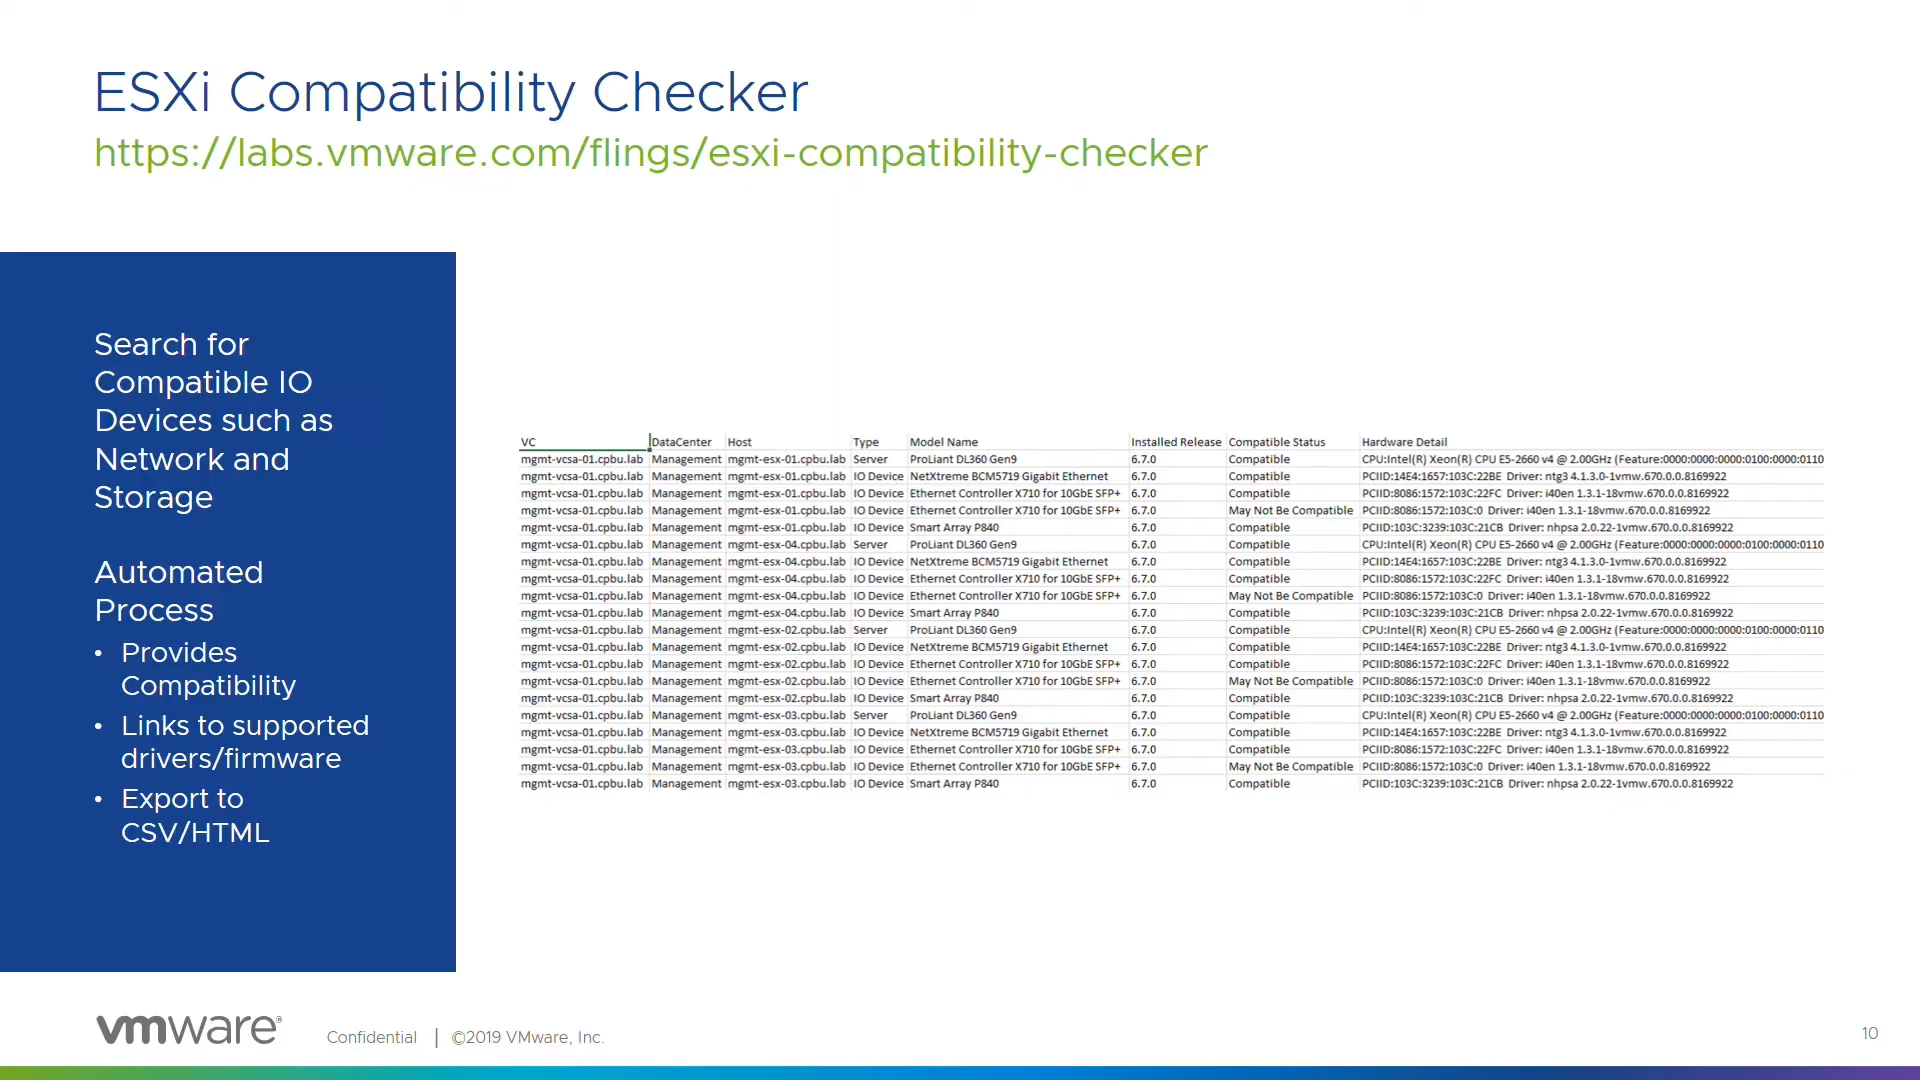 ESXi Compatibility Checker
https://labs.vmware.com/flings/esxi-compatibility-checker
Search for
Compatible IO
Devices such as
Network and
Storage
Automated
Process
• Provides
Compatibility
• Links to supported
drivers/firmware
• Export to
CSV/HTML
VC DataCenter Host Type Model Name Installed Release Compatible Status Hardware Detail
mgmt-vcsa-01.cpbu.lab Management mgmt-esx-01.cpbu.lab Server ProLiant DL360 Gen9 6.7.0 Compatible CPU:Intel(R) Xeon(R) CPU E5-2660 v4 @ 2.00GHz (Feature:0000:0000:0000:0100:0000:0110
mgmt-vcsa-01.cpbu.lab Management mgmt-esx-01.cpbu.lab IO Device NetXtreme BCM5719 Gigabit Ethernet 6.7.0 Compatible PCIID:14E4:1657:103C:22BE Driver: ntg3 4.1.3.0-1vmw.670.0.0.8169922
mgmt-vcsa-01.cpbu.lab Management mgmt-esx-01.cpbu.lab IO Device Ethernet Controller X710 for 10GbE SFP+ 6.7.0 Compatible PCIID:8086:1572:103C:22FC Driver: i40en 1.3.1-18vmw.670.0.0.8169922
mgmt-vcsa-01.cpbu.lab Management mgmt-esx-01.cpbu.lab IO Device Ethernet Controller X710 for 10GbE SFP+ 6.7.0 May Not Be Compatible PCIID:8086:1572:103C:0 Driver: i40en 1.3.1-18vmw.670.0.0.8169922
mgmt-vcsa-01.cpbu.lab Management mgmt-esx-01.cpbu.lab IO Device Smart Array P840 6.7.0 Compatible PCIID:103C:3239:103C:21CB Driver: nhpsa 2.0.22-1vmw.670.0.0.8169922
mgmt-vcsa-01.cpbu.lab Management mgmt-esx-04.cpbu.lab Server ProLiant DL360 Gen9 6.7.0 Compatible CPU:Intel(R) Xeon(R) CPU E5-2660 v4 @ 2.00GHz (Feature:0000:0000:0000:0100:0000:0110
mgmt-vcsa-01.cpbu.lab Management mgmt-esx-04.cpbu.lab IO Device NetXtreme BCM5719 Gigabit Ethernet 6.7.0 Compatible PCIID:14E4:1657:103C:22BE Driver: ntg3 4.1.3.0-1vmw.670.0.0.8169922
mgmt-vcsa-01.cpbu.lab Management mgmt-esx-04.cpbu.lab IO Device Ethernet Controller X710 for 10GbE SFP+ 6.7.0 Compatible PCIID:8086:1572:103C:22FC Driver: i40en 1.3.1-18vmw.670.0.0.8169922
mgmt-vcsa-01.cpbu.lab Management mgmt-esx-04.cpbu.lab IO Device Ethernet Controller X710 for 10GbE SFP+ 6.7.0 May Not Be Compatible PCIID:8086:1572:103C:0 Driver: i40en 1.3.1-18vmw.670.0.0.8169922
mgmt-vcsa-01.cpbu.lab Management mgmt-esx-04.cpbu.lab IO Device Smart Array P840 6.7.0 Compatible PCIID:103C:3239:103C:21CB Driver: nhpsa 2.0.22-1vmw.670.0.0.8169922
mgmt-vcsa-01.cpbu.lab Management mgmt-esx-02.cpbu.lab Server ProLiant DL360 Gen9 6.7.0 Compatible CPU:Intel(R) Xeon(R) CPU E5-2660 v4 @ 2.00GHz (Feature:0000:0000:0000:0100:0000:0110
mgmt-vcsa-01.cpbu.lab Management mgmt-esx-02.cpbu.lab IO Device NetXtreme BCM5719 Gigabit Ethernet 6.7.0 Compatible PCIID:14E4:1657:103C:22BE Driver: ntg3 4.1.3.0-1vmw.670.0.0.8169922
mgmt-vcsa-01.cpbu.lab Management mgmt-esx-02.cpbu.lab IO Device Ethernet Controller X710 for 10GbE SFP+ 6.7.0 Compatible PCIID:8086:1572:103C:22FC Driver: i40en 1.3.1-18vmw.670.0.0.8169922
mgmt-vcsa-01.cpbu.lab Management mgmt-esx-02.cpbu.lab IO Device Ethernet Controller X710 for 10GbE SFP+ 6.7.0 May Not Be Compatible PCIID:8086:1572:103C:0 Driver: i40en 1.3.1-18vmw.670.0.0.8169922
mgmt-vcsa-01.cpbu.lab Management mgmt-esx-02.cpbu.lab IO Device Smart Array P840 6.7.0 Compatible PCIID:103C:3239:103C:21CB Driver: nhpsa 2.0.22-1vmw.670.0.0.8169922
mgmt-vcsa-01.cpbu.lab Management mgmt-esx-03.cpbu.lab Server ProLiant DL360 Gen9 6.7.0 Compatible CPU:Intel(R) Xeon(R) CPU E5-2660 v4 @ 2.00GHz (Feature:0000:0000:0000:0100:0000:0110
mgmt-vcsa-01.cpbu.lab Management mgmt-esx-03.cpbu.lab IO Device NetXtreme BCM5719 Gigabit Ethernet 6.7.0 Compatible PCIID:14E4:1657:103C:22BE Driver: ntg3 4.1.3.0-1vmw.670.0.0.8169922
mgmt-vcsa-01.cpbu.lab Management mgmt-esx-03.cpbu.lab IO Device Ethernet Controller X710 for 10GbE SFP+ 6.7.0 Compatible PCIID:8086:1572:103C:22FC Driver: i40en 1.3.1-18vmw.670.0.0.8169922
mgmt-vcsa-01.cpbu.lab Management mgmt-esx-03.cpbu.lab IO Device Ethernet Controller X710 for 10GbE SFP+ 6.7.0 May Not Be Compatible PCIID:8086:1572:103C:0 Driver: i40en 1.3.1-18vmw.670.0.0.8169922
mgmt-vcsa-01.cpbu.lab Management mgmt-esx-03.cpbu.lab IO Device Smart Array P840 6.7.0 Compatible PCIID:103C:3239:103C:21CB Driver: nhpsa 2.0.22-1vmw.670.0.0.8169922
vmware® Confidential | ©2019 VMware, Inc. 10